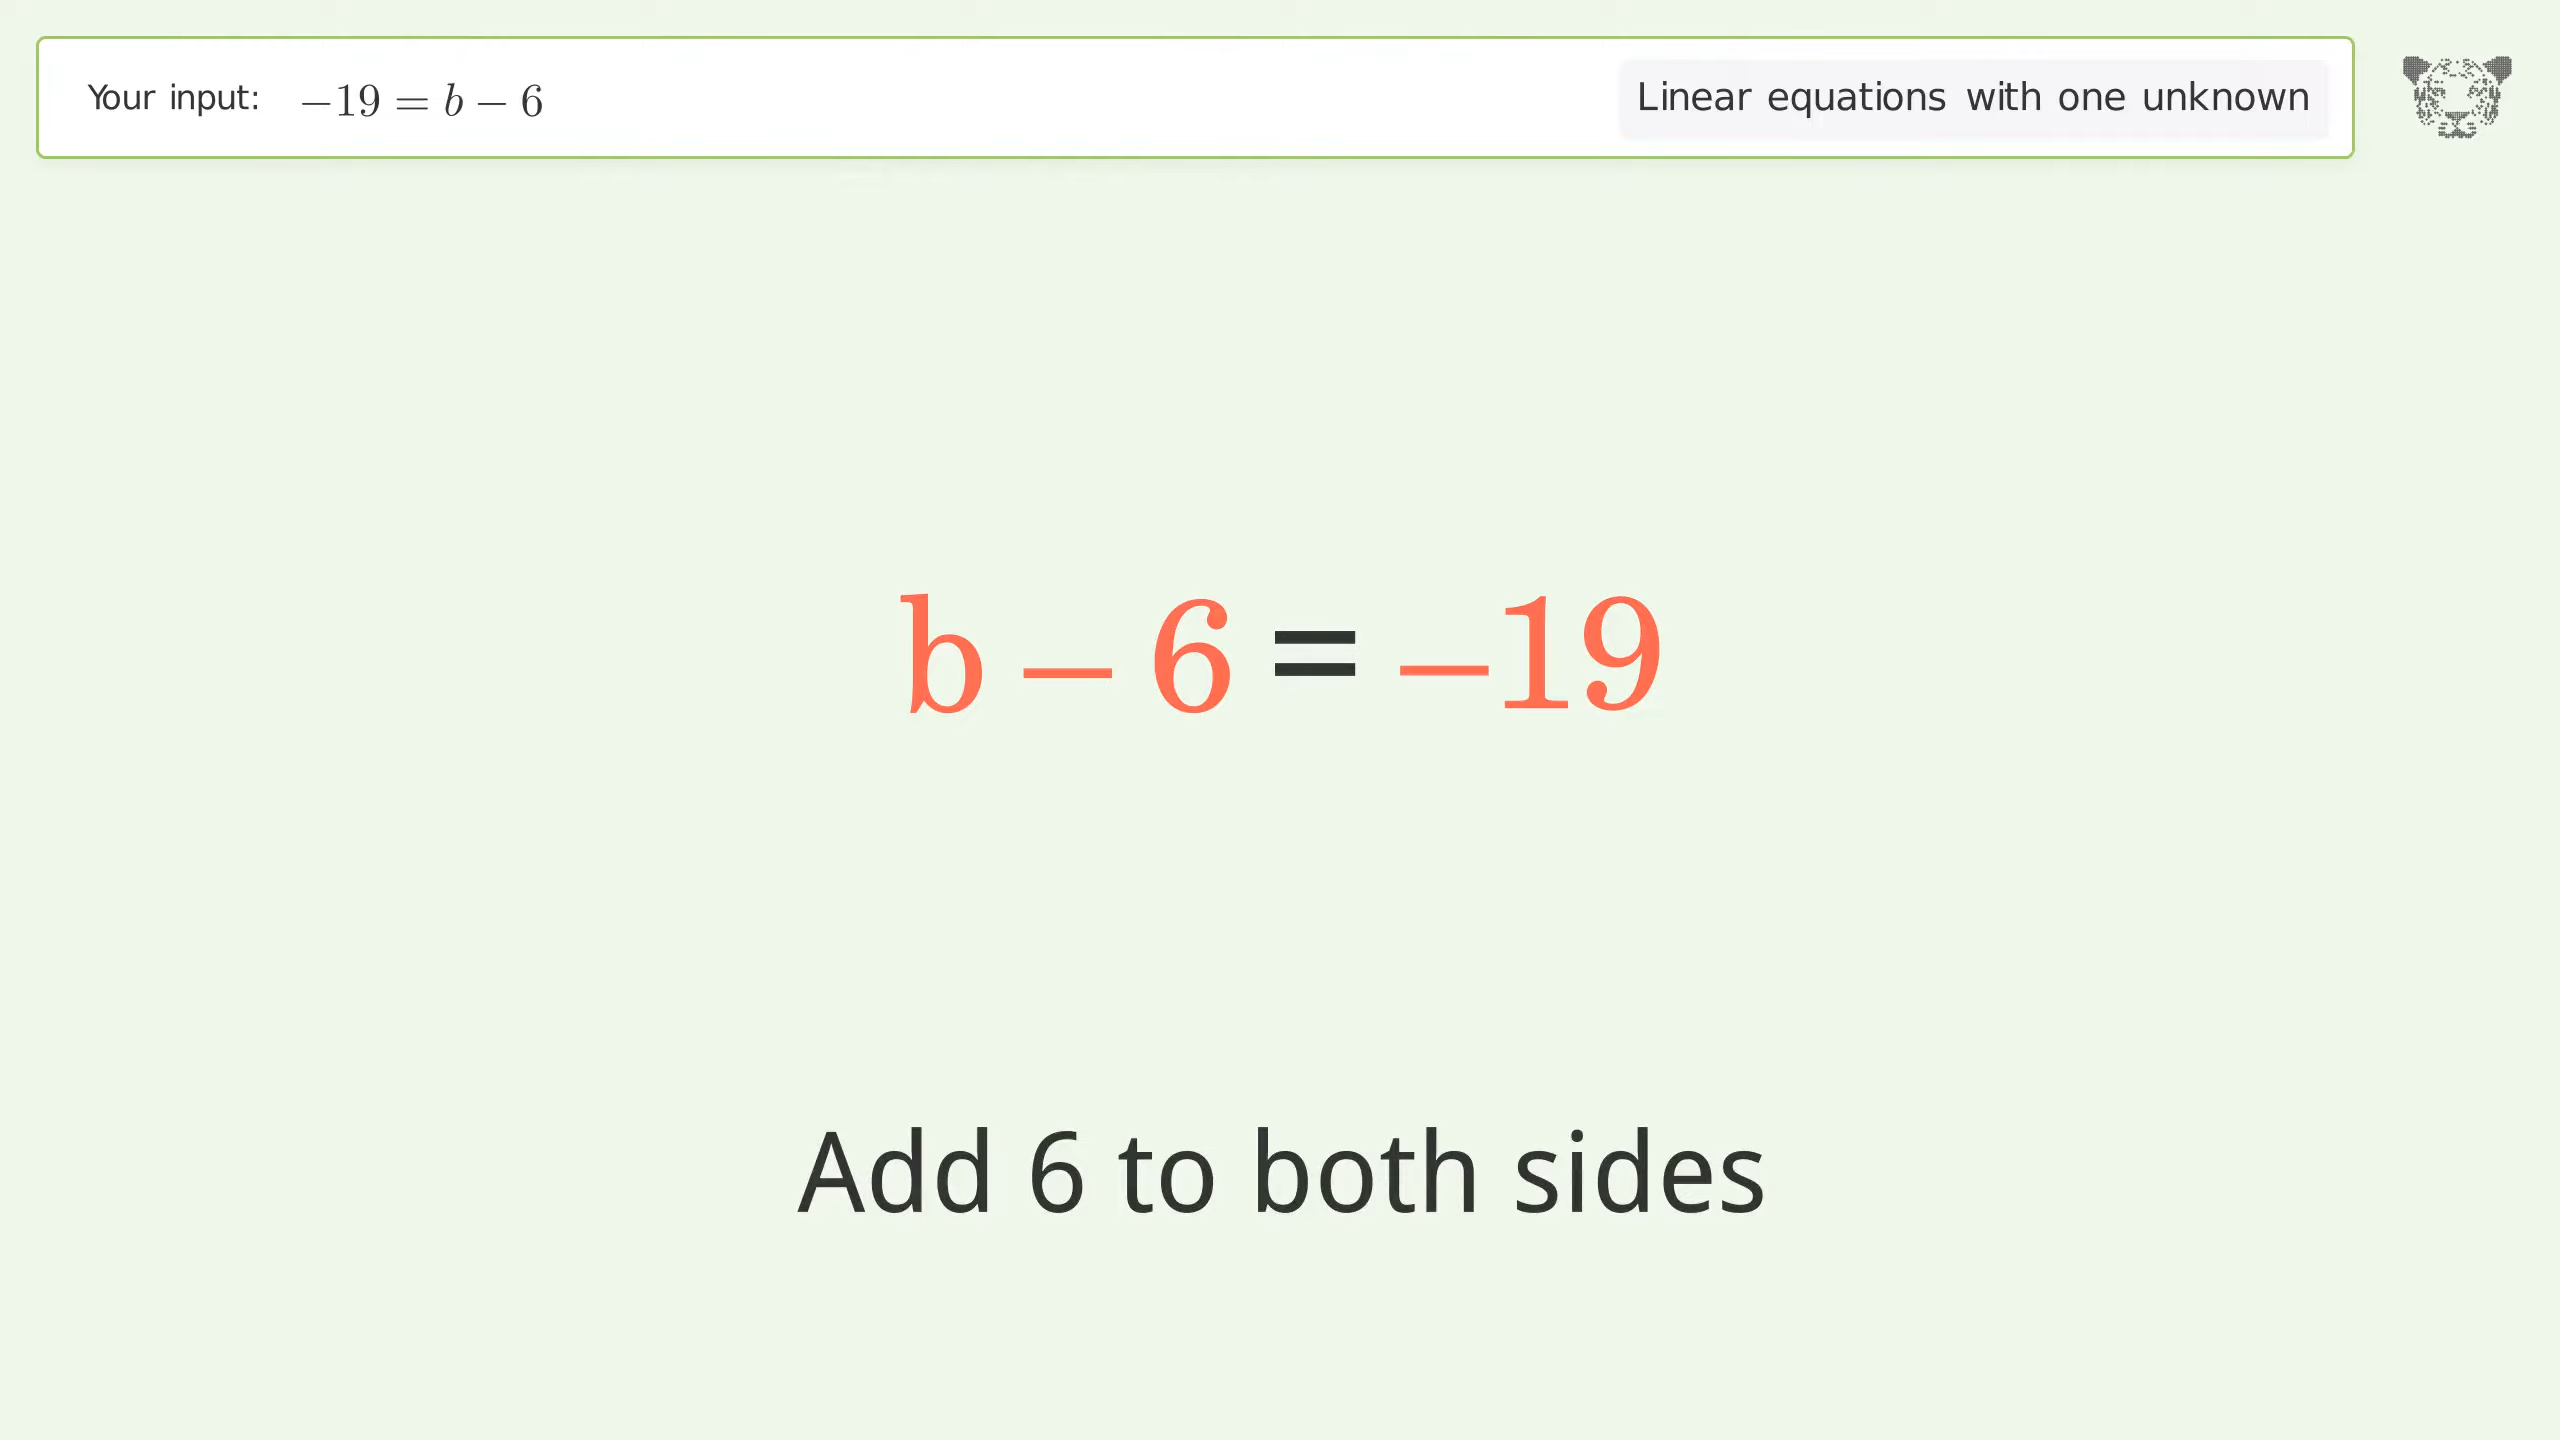 Your input: −19 = b − 6
Linear equations with one unknown
b − 6 = −19
Add 6 to both sides